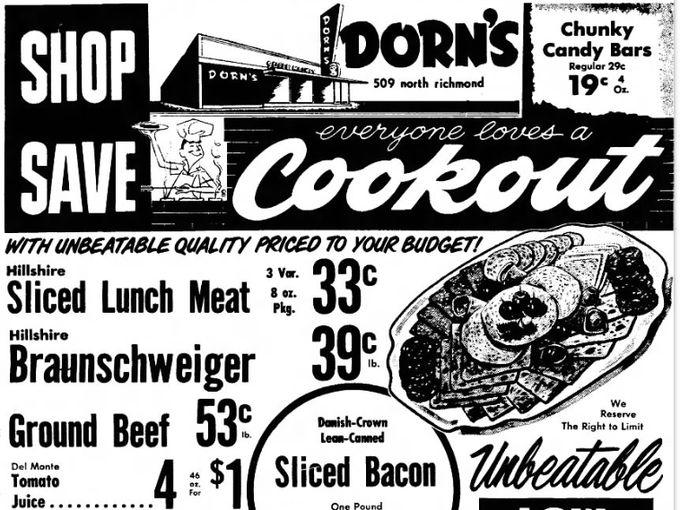 SHOP
SAVE
DORN'S
DORN'S
DORN'S
509 north richmond
Chunky
Candy Bars
Regular 29c
19c 4 Oz.
everyone loves a
Cookout
WITH UNBEATABLE QUALITY PRICED TO YOUR BUDGET!
Hillshire
Sliced Lunch Meat 3 Var. 8 oz. Pkg. 33c
Hillshire
Braunschweiger 39c lb.
Ground Beef 53c lb.
Del Monte
Tomato
Juice ............ 4 46 oz. For $1
Danish-Crown
Lean-Canned
Sliced Bacon
One Pound
We
Reserve
The Right to Limit
Unbeatable